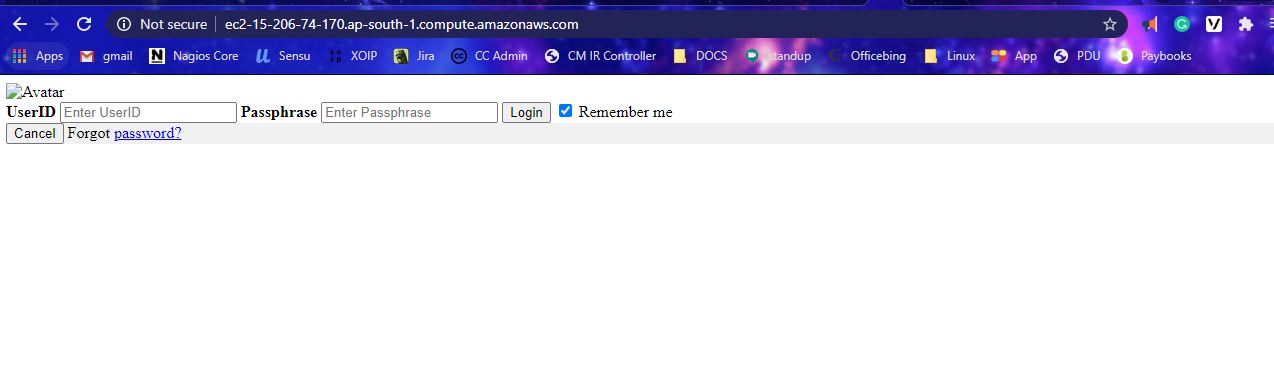 Not secure ec2-15-206-74-170.ap-south-1.compute.amazonaws.com
Apps gmail Nagios Core Sensu XOIP Jira CC Admin CM IR Controller DOCS standup Officebing Linux App PDU Paybooks
Avatar
UserID Enter UserID Passphrase Enter Passphrase Login Remember me
Cancel Forgot password?